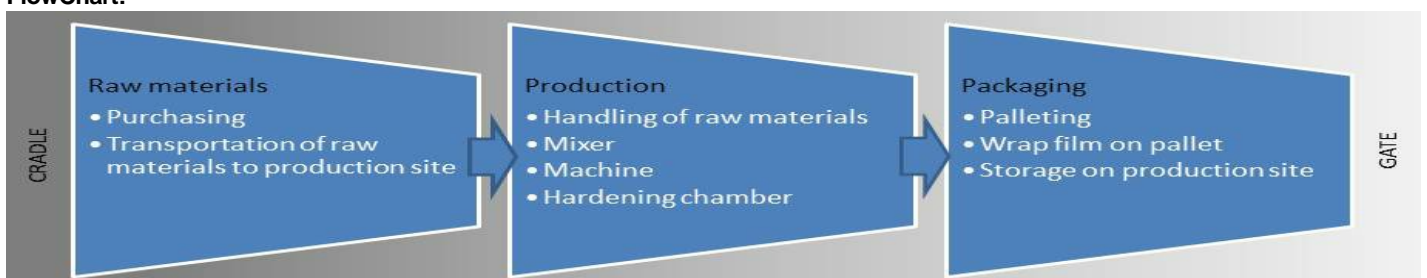 FlowChart:
CRADLE
Raw materials
• Purchasing
• Transportation of raw
materials to production site
Production
• Handling of raw materials
• Mixer
• Machine
• Hardening chamber
Packaging
• Palleting
• Wrap film on pallet
• Storage on production site
GATE